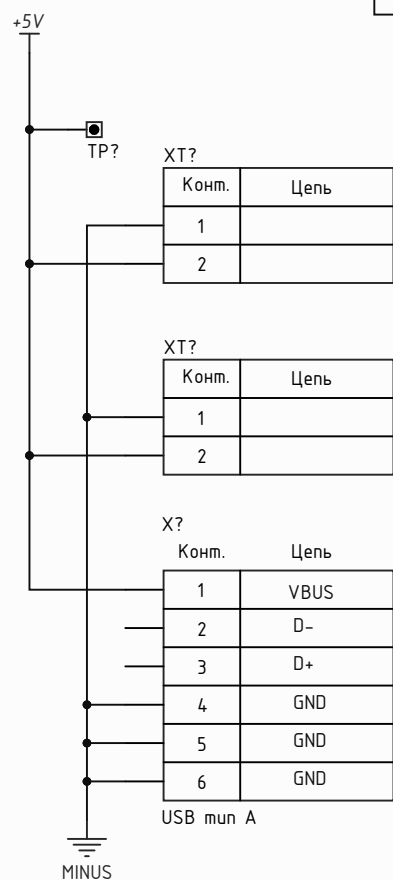 +5V
TP?
XT?
Конт. Цепь
1
2
XT?
Конт. Цепь
1
2
X?
Конт. Цепь
1 VBUS
2 D-
3 D+
4 GND
5 GND
6 GND
USB тип A
MINUS